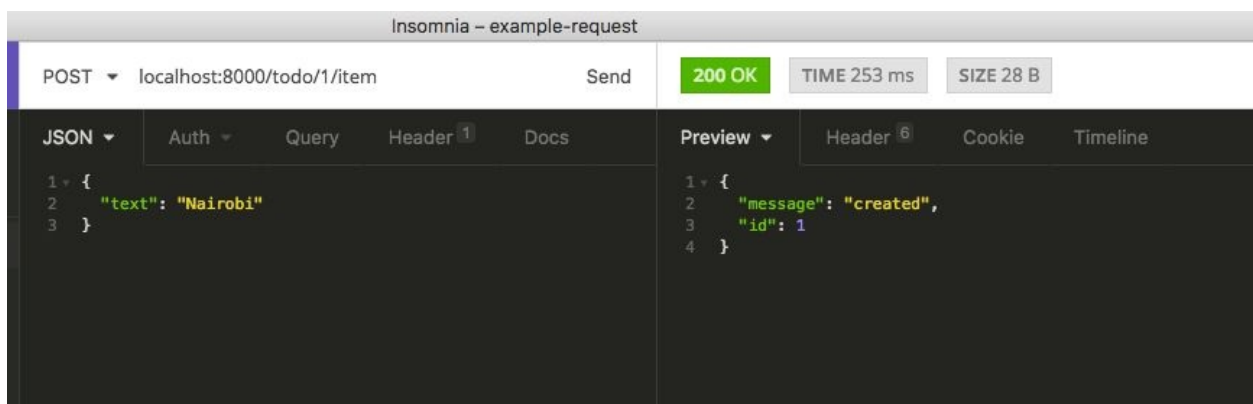 Insomnia – example-request
POST localhost:8000/todo/1/item Send
200 OK TIME 253 ms SIZE 28 B
JSON Auth Query Header 1 Docs
Preview Header 6 Cookie Timeline
1 {
2 "text": "Nairobi"
3 }
1 {
2 "message": "created",
3 "id": 1
4 }